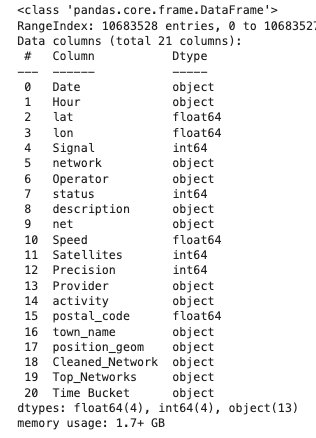 <class 'pandas.core.frame.DataFrame'>
RangeIndex: 10683528 entries, 0 to 10683527
Data columns (total 21 columns):
 #   Column           Dtype
---  ------           -----
 0   Date             object
 1   Hour             object
 2   lat              float64
 3   lon              float64
 4   Signal           int64
 5   network          object
 6   Operator         object
 7   status           int64
 8   description      object
 9   net              object
 10  Speed            float64
 11  Satellites       int64
 12  Precision        int64
 13  Provider         object
 14  activity         object
 15  postal_code      float64
 16  town_name        object
 17  position_geom    object
 18  Cleaned_Network  object
 19  Top_Networks     object
 20  Time Bucket      object
dtypes: float64(4), int64(4), object(13)
memory usage: 1.7+ GB